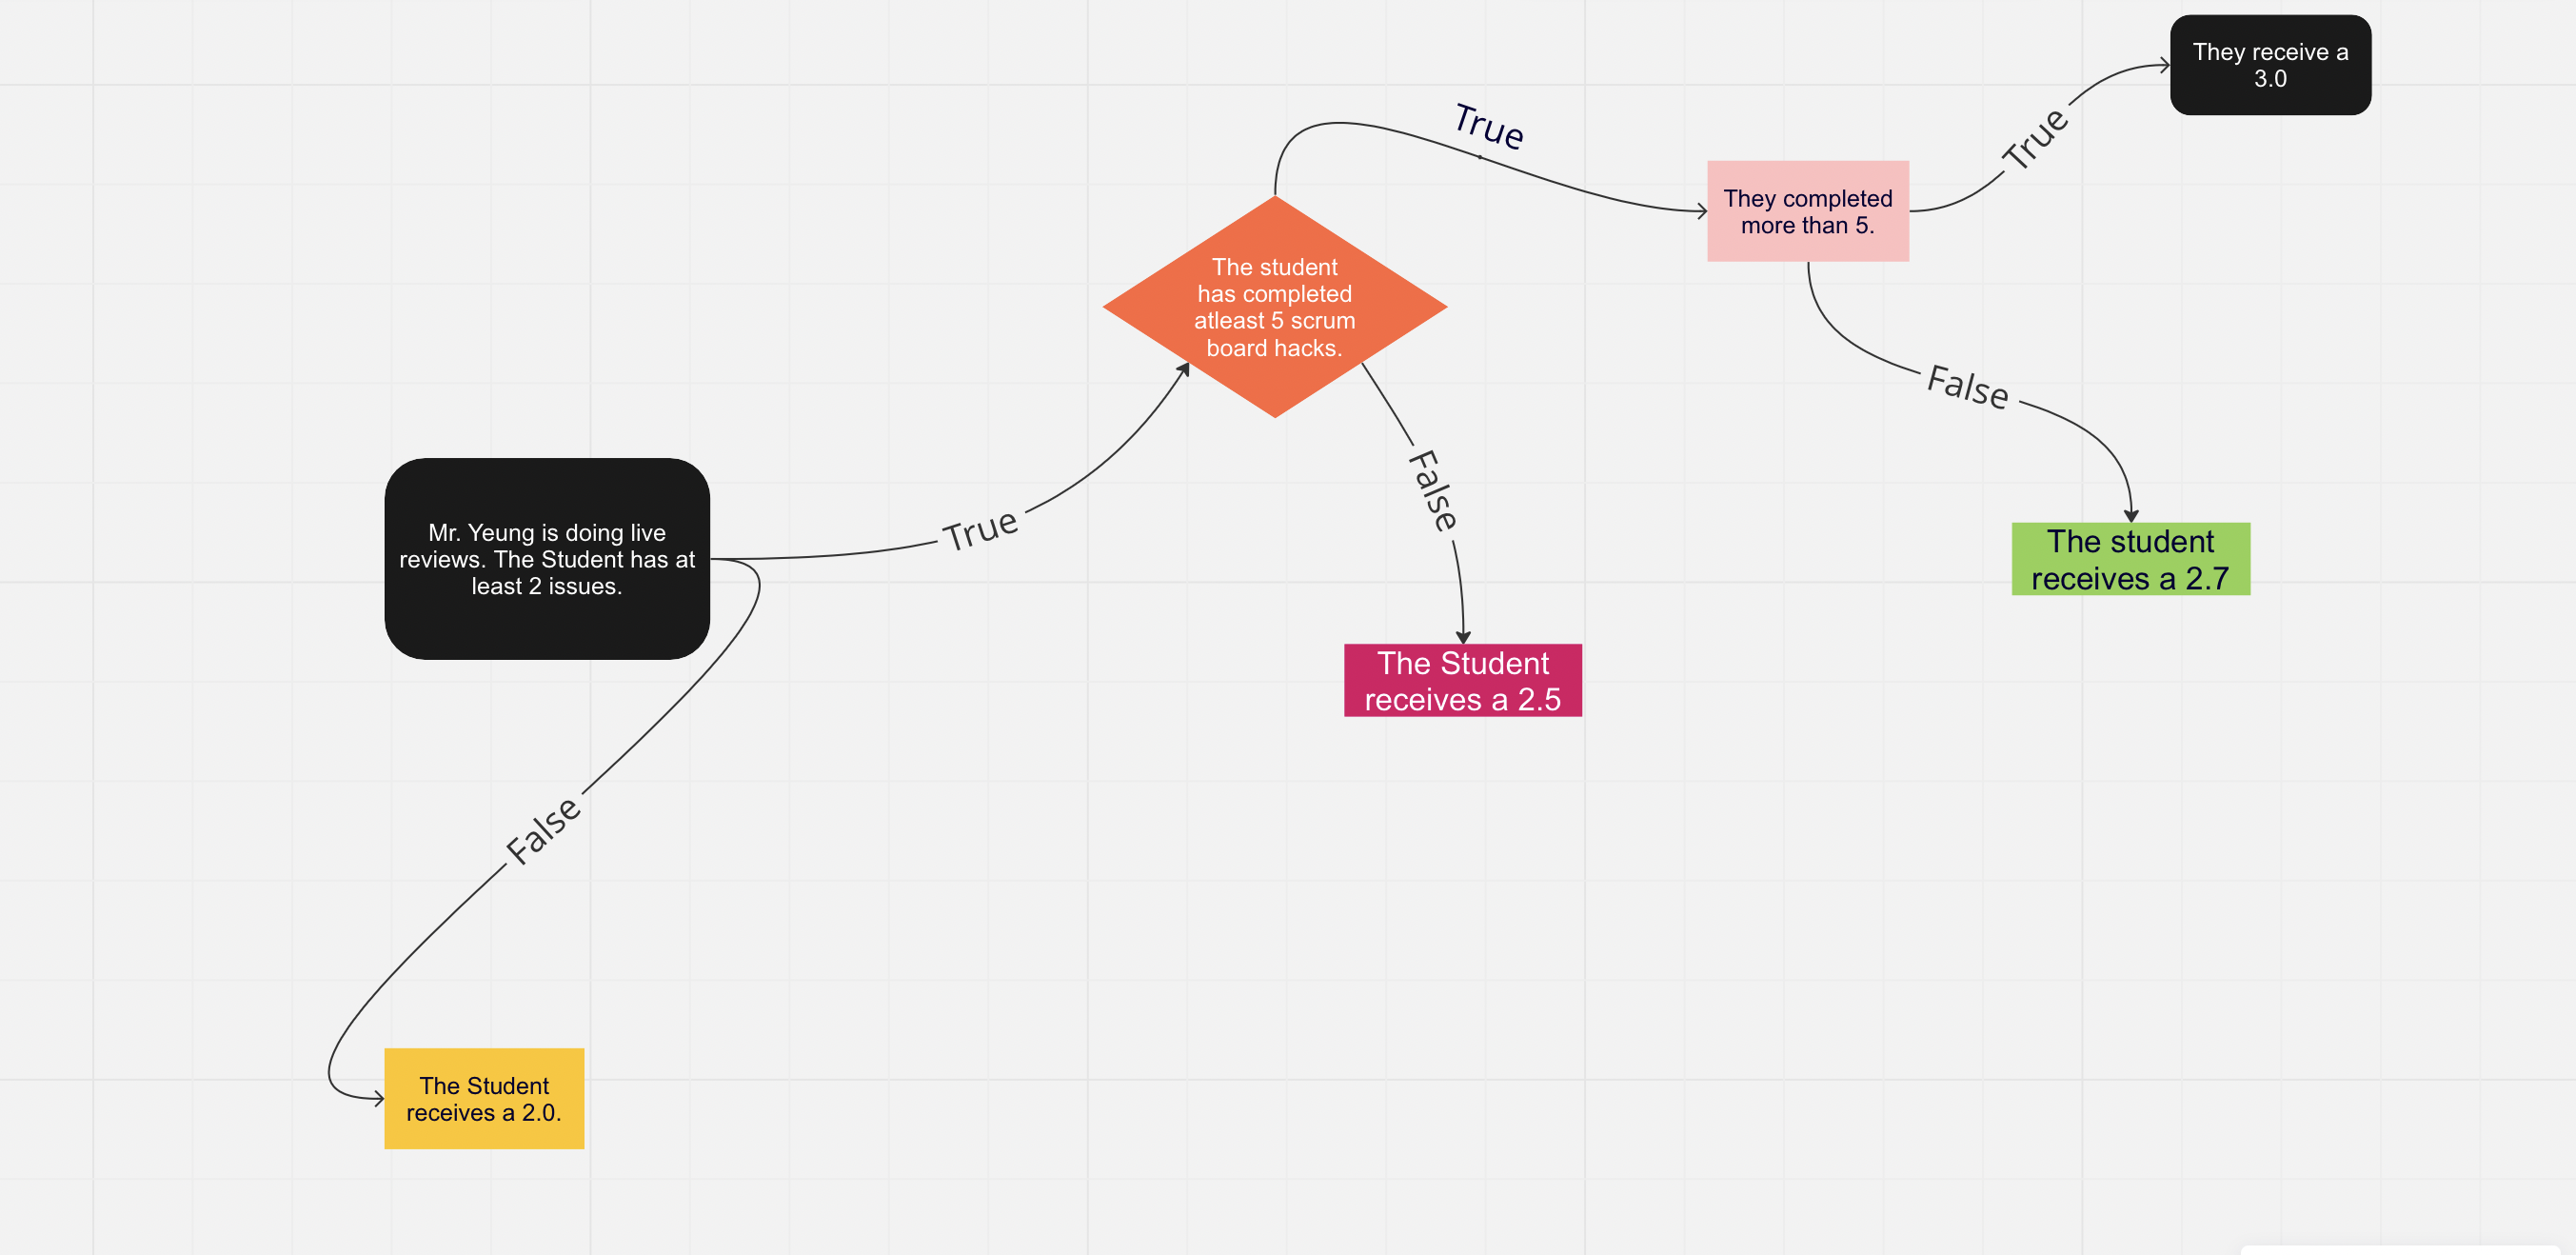 Mr. Yeung is doing live
reviews. The Student has at
least 2 issues.
True
False
The Student
receives a 2.0.
The student
has completed
atleast 5 scrum
board hacks.
True
False
The Student
receives a 2.5
They completed
more than 5.
True
They receive a
3.0
False
The student
receives a 2.7